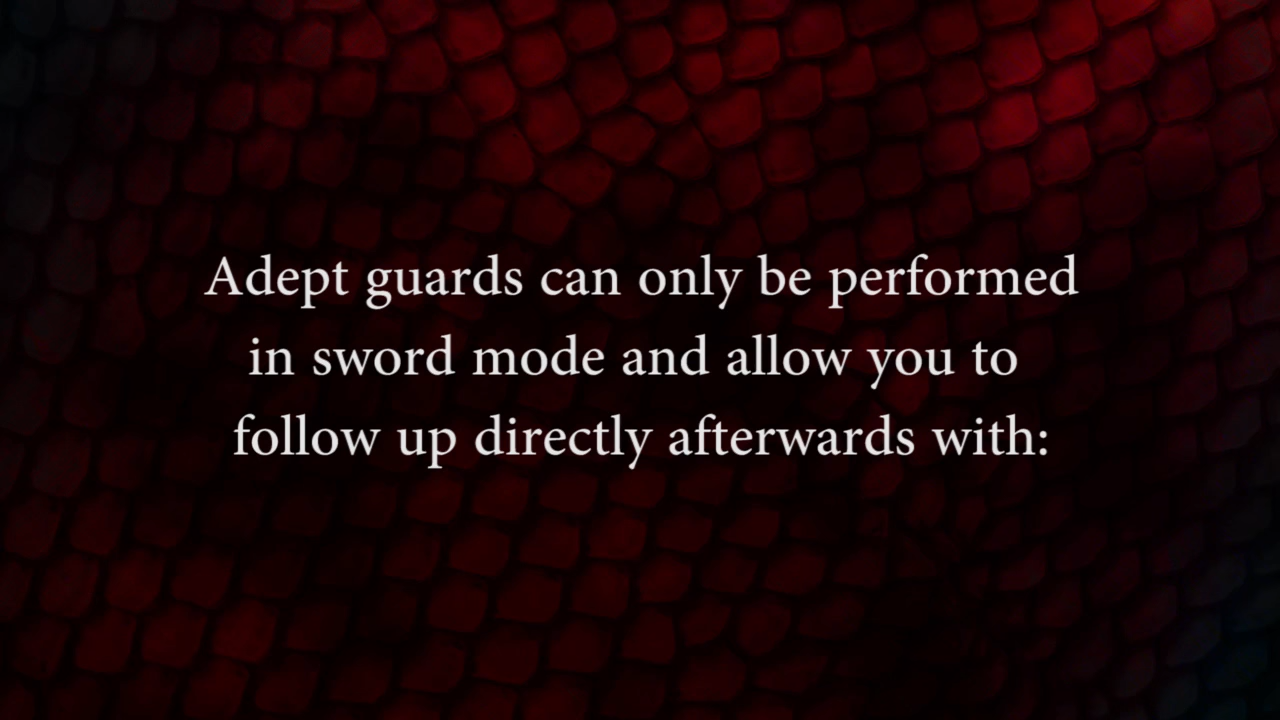 Adept guards can only be performed
in sword mode and allow you to
follow up directly afterwards with: